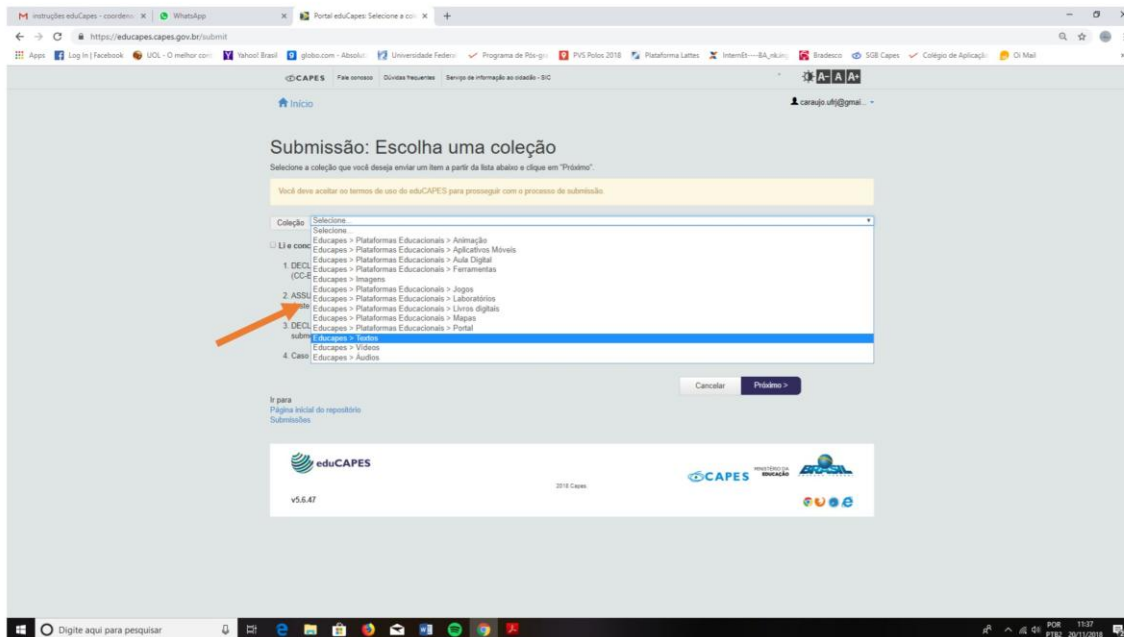 instruções eduCapes - coordena
WhatsApp
Portal eduCapes: Selecione a col
https://educapes.capes.gov.br/submit
Apps
Log In | Facebook
UOL - O melhor con
Yahoo! Brasil
globo.com - Absolut
Universidade Federa
Programa de Pós-g
PVS Polos 2018
Plataforma Lattes
Bradesco
SGB Capes
Colégio de Aplicaçã
Oi Mail
CAPES
Fale conosco
Dúvidas frequentes
Serviço de informação ao cidadão - SIC
A- A A+
Início
caraujo.ufrj@gmai...
Submissão: Escolha uma coleção
Selecione a coleção que você deseja enviar um item a partir da lista abaixo e clique em "Próximo".
Você deve aceitar os termos de uso do eduCAPES para prosseguir com o processo de submissão.
Coleção
Selecione...
Selecione...
Educapes > Plataformas Educacionais > Animação
Li e conc
Educapes > Plataformas Educacionais > Aplicativos Móveis
Educapes > Plataformas Educacionais > Aula Digital
1. DECL
Educapes > Plataformas Educacionais > Ferramentas
Educapes > Imagens
Educapes > Plataformas Educacionais > Jogos
2. ASSU
Educapes > Plataformas Educacionais > Laboratórios
Educapes > Plataformas Educacionais > Livros digitais
Educapes > Plataformas Educacionais > Mapas
3. DECL
Educapes > Plataformas Educacionais > Portal
subm
Educapes > Textos
Educapes > Vídeos
4. Caso
Educapes > Áudios
Cancelar
Próximo >
Ir para
Página inicial do repositório
Submissões
eduCAPES
v5.6.47
2016 Capes.
CAPES
MINISTÉRIO DA
EDUCAÇÃO
BRASIL
Digite aqui para pesquisar
POR 11:37
PTB2 20/11/2018